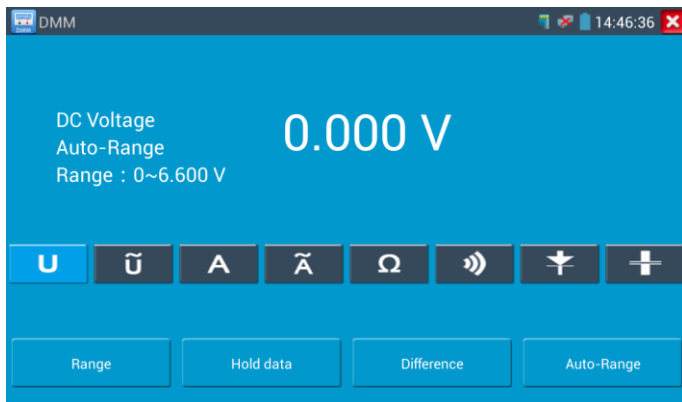 DMM 14:46:36
DC Voltage
0.000 V
Auto-Range
Range : 0~6.600 V
U Ũ A Ã Ω
Range Hold data Difference Auto-Range